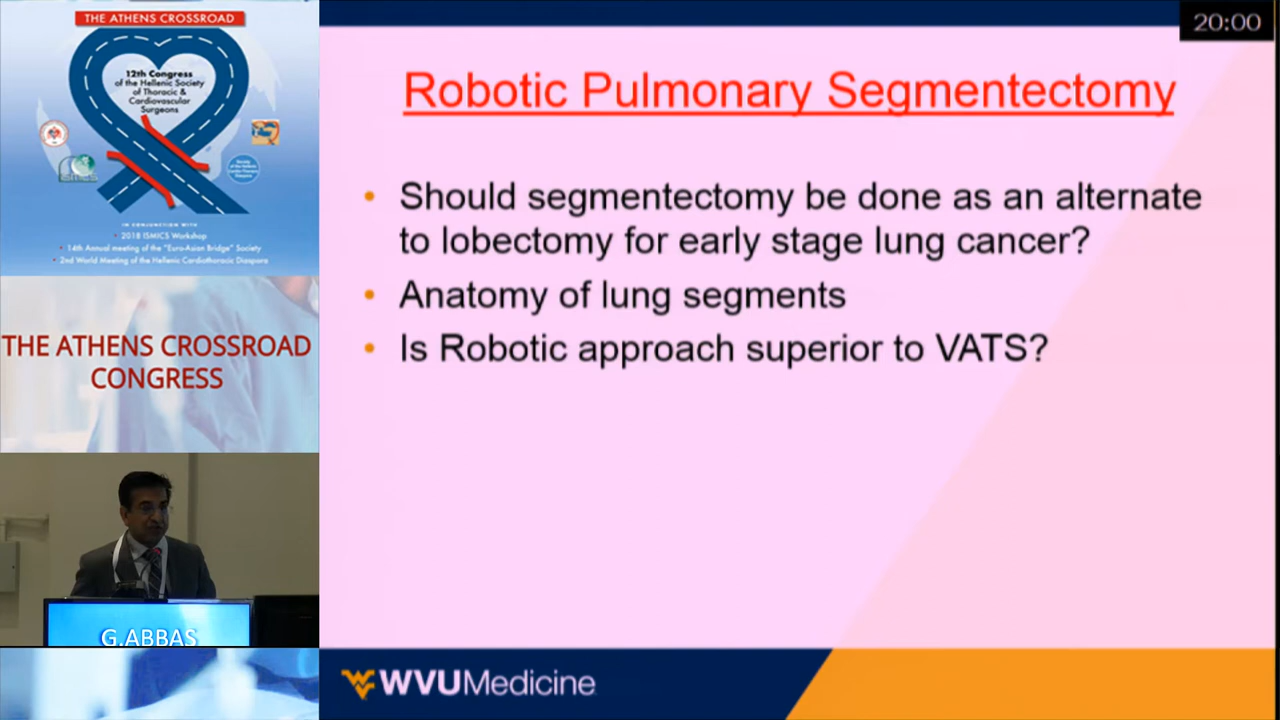 THE ATHENS CROSSROAD
12th Congress
of the Hellenic Society
of Thoracic &
Cardiovascular
Surgeons
IN CONJUNCTION WITH
• 2018 ISMICS Workshop
• 14th Annual meeting of the "Euro-Asian Bridge" Society
• 2nd World Meeting of the Hellenic Cardiothoracic Diaspora
THE ATHENS CROSSROAD
CONGRESS
G.ABBAS
20:00
Robotic Pulmonary Segmentectomy
• Should segmentectomy be done as an alternate
to lobectomy for early stage lung cancer?
• Anatomy of lung segments
• Is Robotic approach superior to VATS?
WVUMedicine